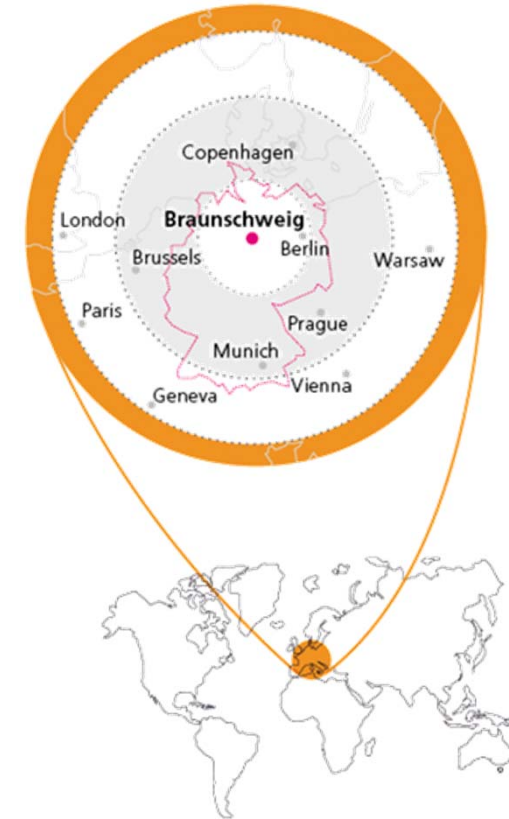 Copenhagen
London
Braunschweig
Berlin
Brussels
Warsaw
Paris
Prague
Munich
Vienna
Geneva